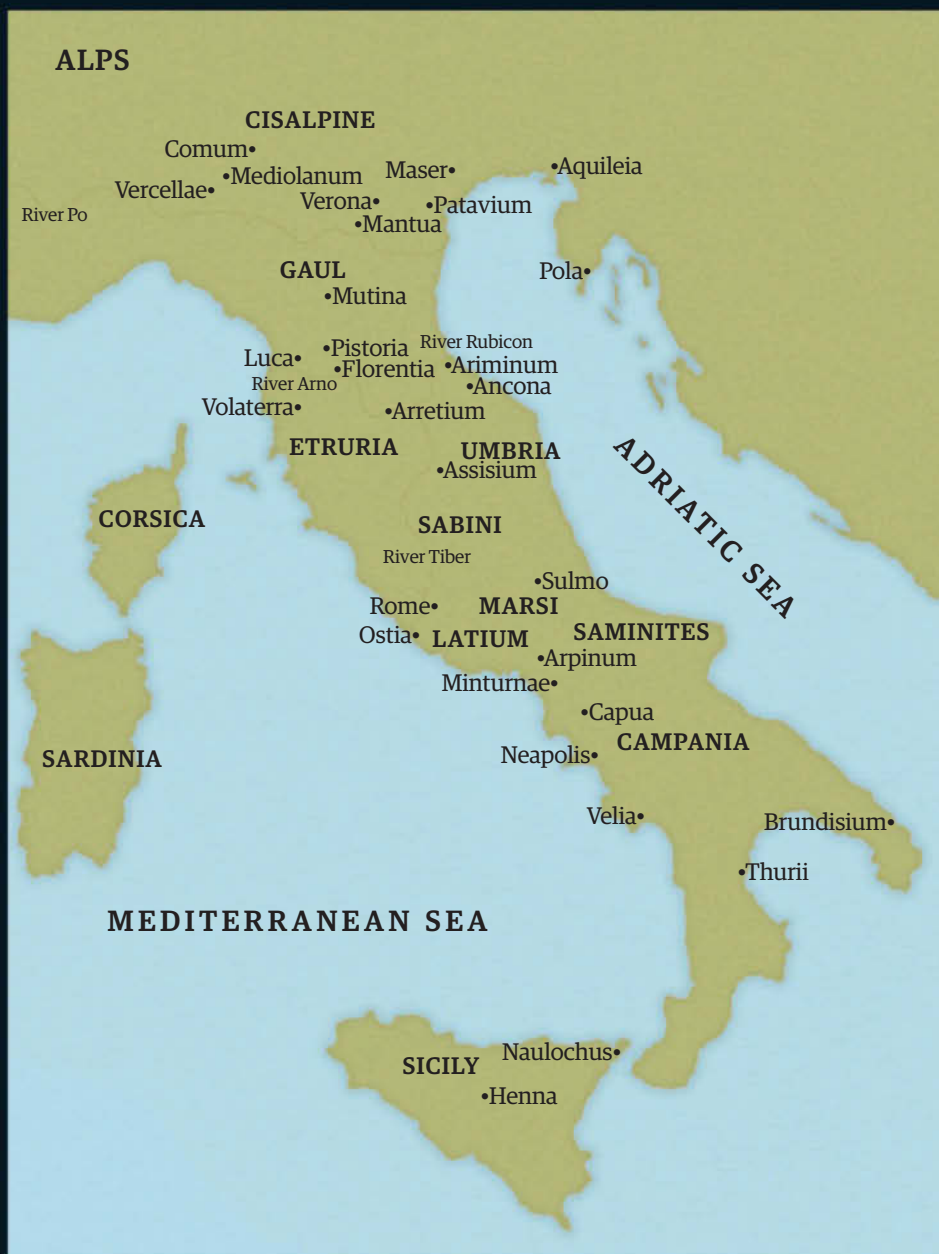 ALPS
CISALPINE
Comum
Mediolanum
Maser
Aquileia
Vercellae
Verona
Patavium
River Po
Mantua
GAUL
Pola
Mutina
Pistoria
River Rubicon
Luca
Florentia
Ariminum
River Arno
Ancona
Volaterra
Arretium
ETRURIA
UMBRIA
Assisium
ADRIATIC SEA
CORSICA
SABINI
River Tiber
Sulmo
Rome
MARSI
Ostia
LATIUM
SAMINITES
Arpinum
Minturnae
Capua
CAMPANIA
Neapolis
SARDINIA
Velia
Brundisium
Thurii
MEDITERRANEAN SEA
Naulochus
SICILY
Henna